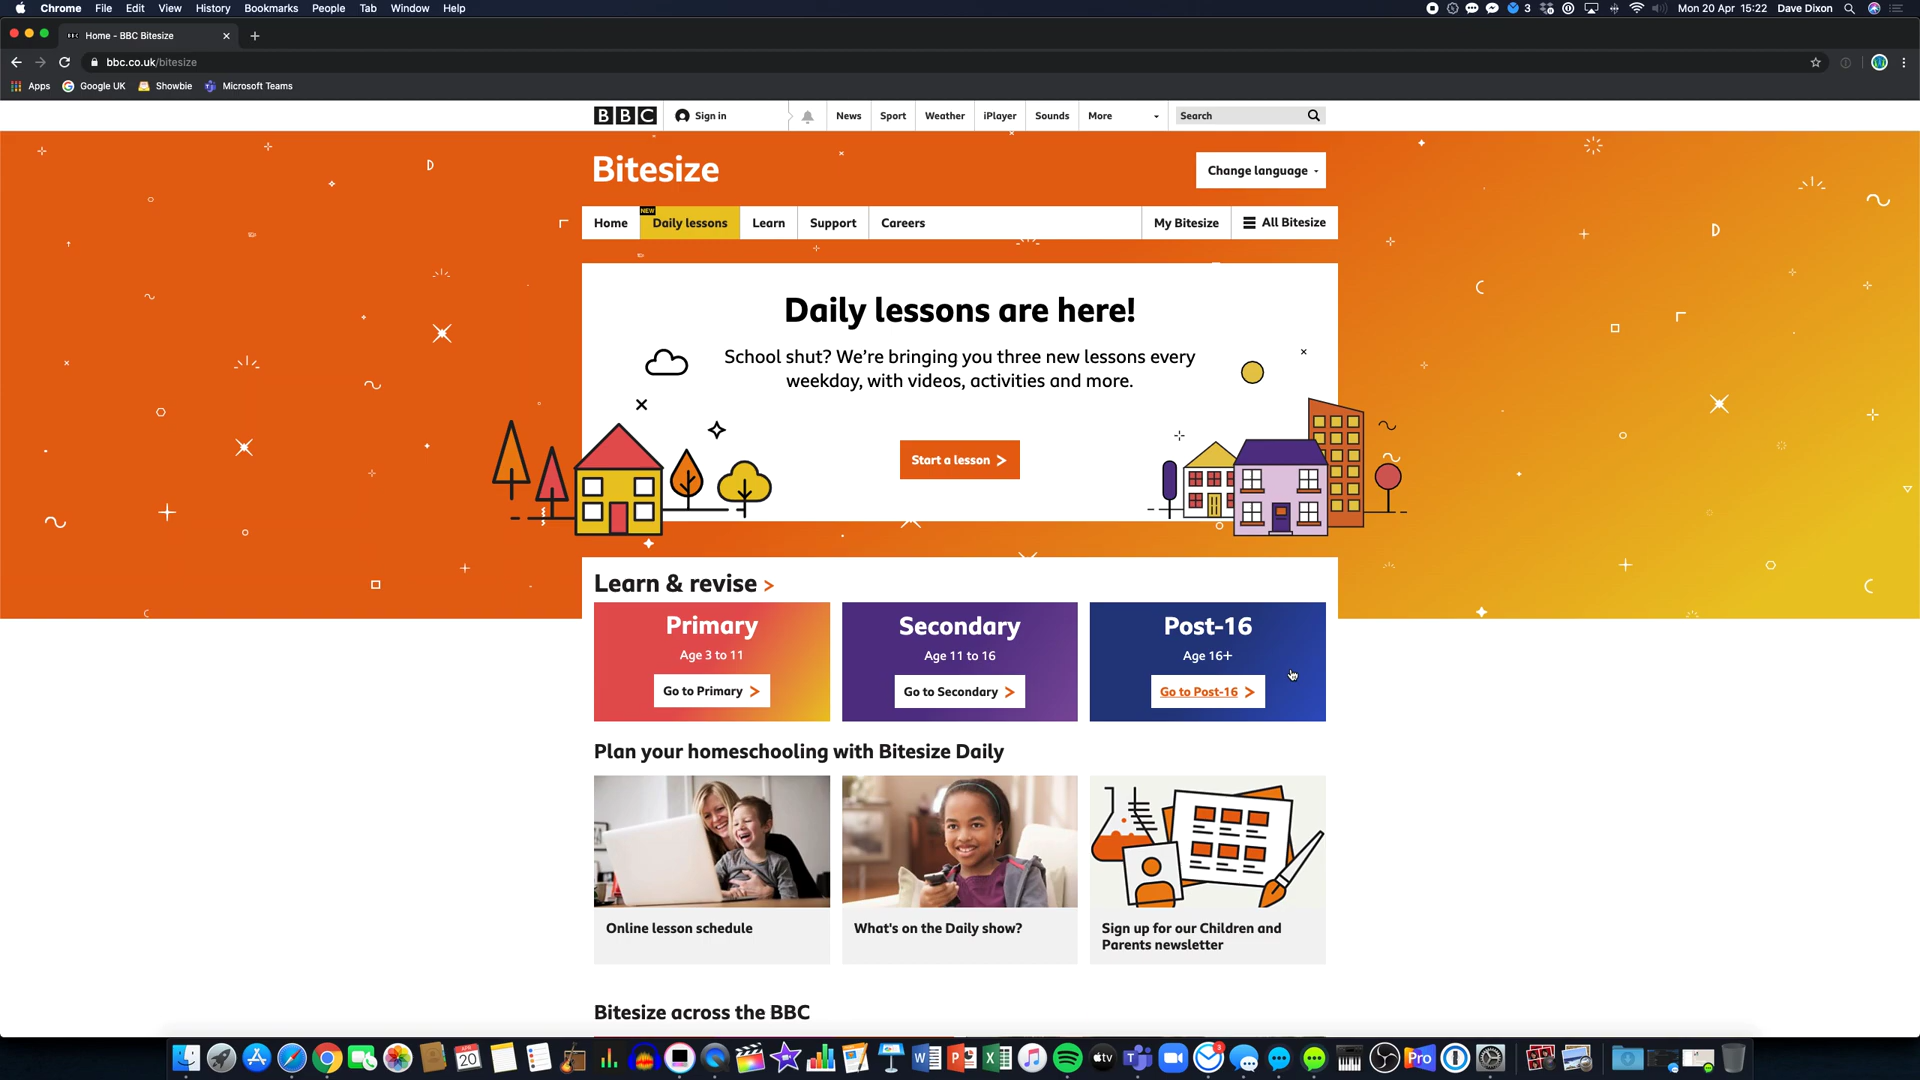 Chrome File Edit View History Bookmarks People Tab Window Help
3 Mon 20 Apr 15:22 Dave Dixon
Home - BBC Bitesize
bbc.co.uk/bitesize
Apps Google UK Showbie Microsoft Teams
BBC Sign in News Sport Weather iPlayer Sounds More Search
Bitesize
Change language
NEW
Home Daily lessons Learn Support Careers My Bitesize All Bitesize
Daily lessons are here!
School shut? We're bringing you three new lessons every
weekday, with videos, activities and more.
Start a lesson
Learn & revise
Primary
Age 3 to 11
Go to Primary
Secondary
Age 11 to 16
Go to Secondary
Post-16
Age 16+
Go to Post-16
Plan your homeschooling with Bitesize Daily
Online lesson schedule
What's on the Daily show?
Sign up for our Children and
Parents newsletter
Bitesize across the BBC
APR
20
tv
Pro
3